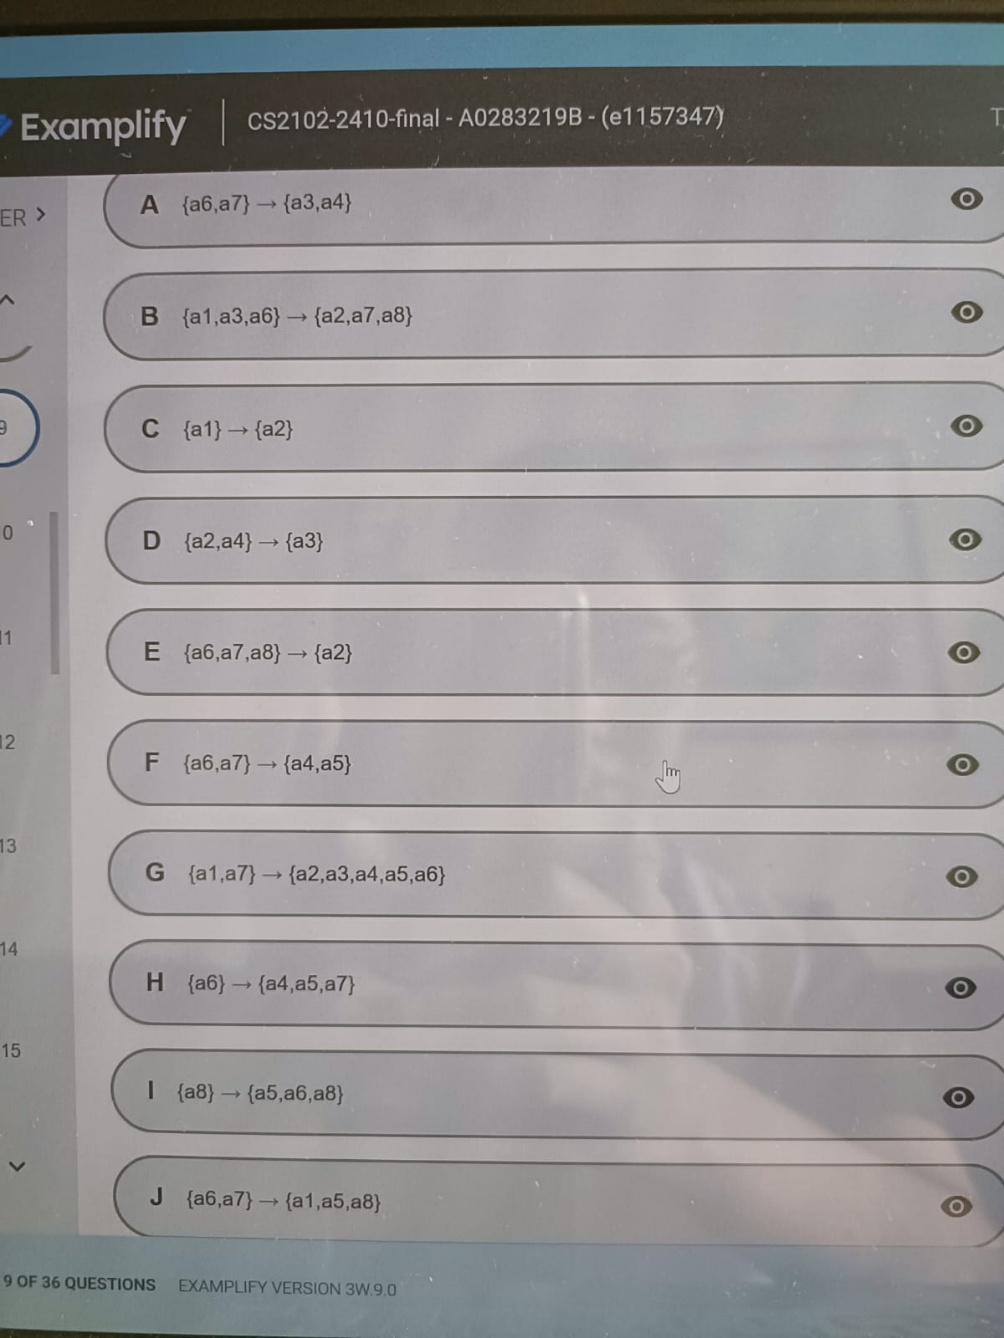 Examplify
CS2102-2410-final - A0283219B - (e1157347)
T
ER >
A {a6,a7} → {a3,a4}
B {a1,a3,a6} → {a2,a7,a8}
C {a1} → {a2}
9
D {a2,a4} → {a3}
0
11
E {a6,a7,a8} → {a2}
12
F {a6,a7} → {a4,a5}
13
G {a1,a7} → {a2,a3,a4,a5,a6}
14
H {a6} → {a4,a5,a7}
15
I {a8} → {a5,a6,a8}
J {a6,a7} → {a1,a5,a8}
9 OF 36 QUESTIONS EXAMPLIFY VERSION 3W.9.0